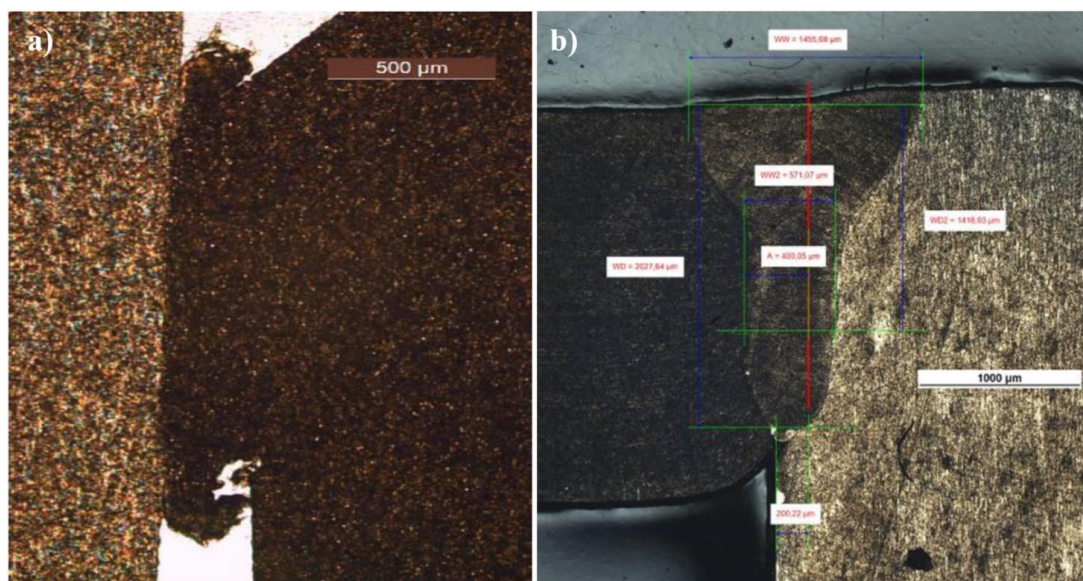 a)
500 µm
b)
WW = 1455,68 µm
WW2 = 571,07 µm
WD2 = 1418,93 µm
A = 400,05 µm
WD = 2027,64 µm
1000 µm
200,22 µm